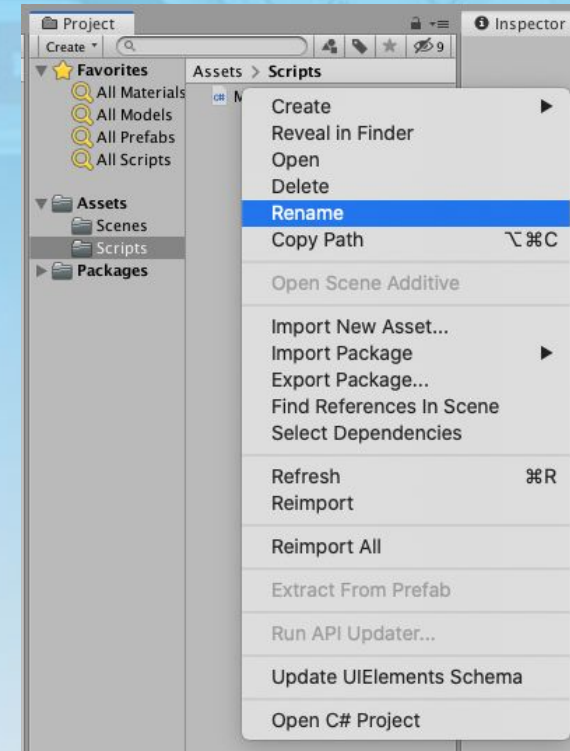 Project
Inspector
Create
9
Favorites
All Materials
All Models
All Prefabs
All Scripts
Assets
Scenes
Scripts
Packages
Assets > Scripts
M
Create
Reveal in Finder
Open
Delete
Rename
Copy Path ⌥⌘C
Open Scene Additive
Import New Asset...
Import Package
Export Package...
Find References In Scene
Select Dependencies
Refresh ⌘R
Reimport
Reimport All
Extract From Prefab
Run API Updater...
Update UIElements Schema
Open C# Project